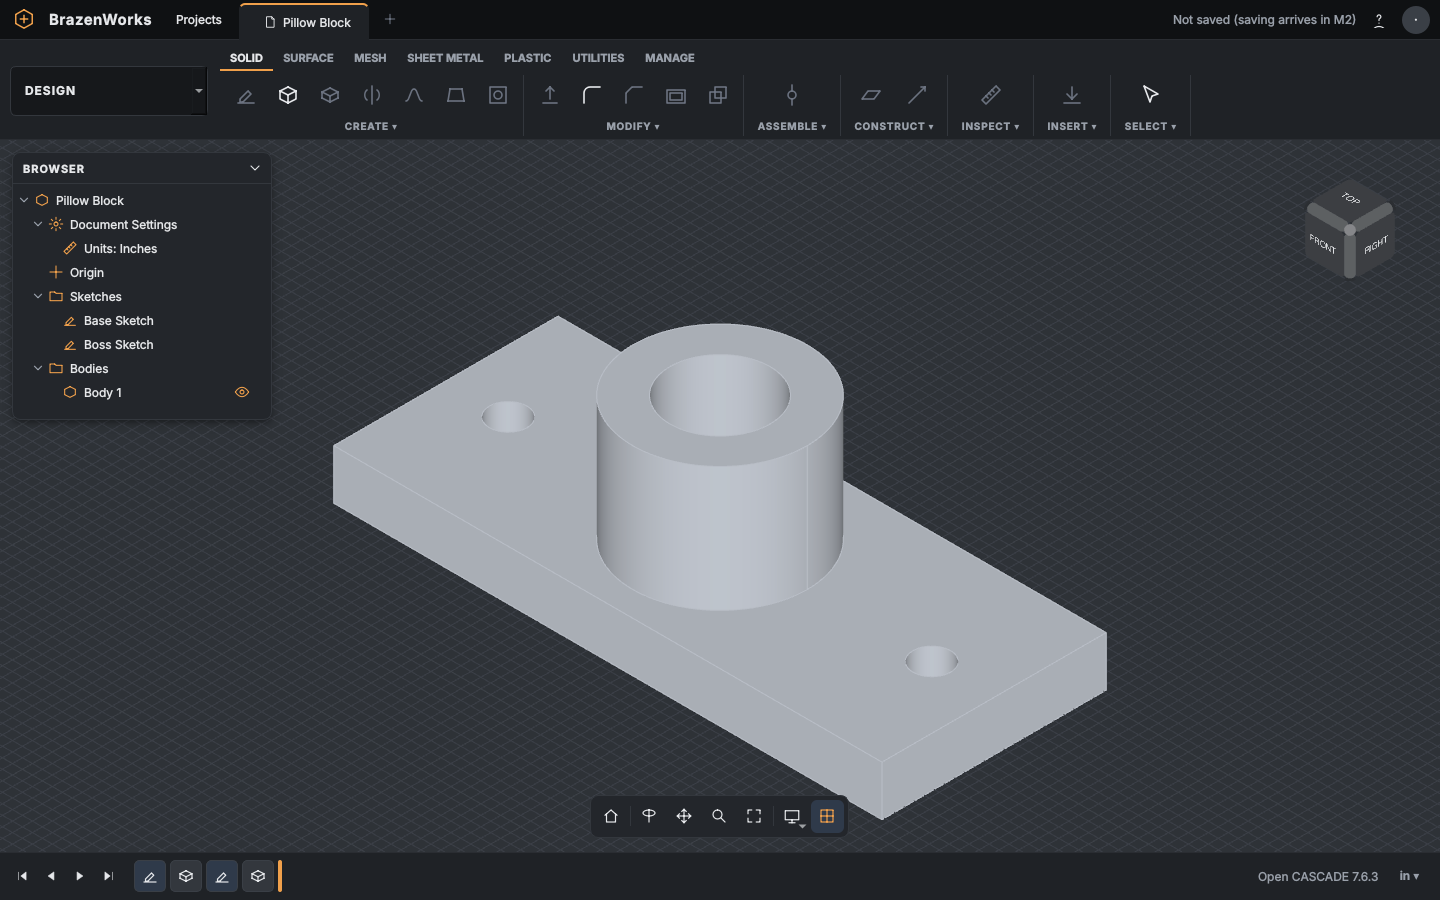 BrazenWorks
Projects
Pillow Block
Not saved (saving arrives in M2)
?
DESIGN
SOLID
SURFACE
MESH
SHEET METAL
PLASTIC
UTILITIES
MANAGE
CREATE
MODIFY
ASSEMBLE
CONSTRUCT
INSPECT
INSERT
SELECT
BROWSER
Pillow Block
Document Settings
Units: Inches
Origin
Sketches
Base Sketch
Boss Sketch
Bodies
Body 1
TOP
FRONT
RIGHT
Open CASCADE 7.6.3
in